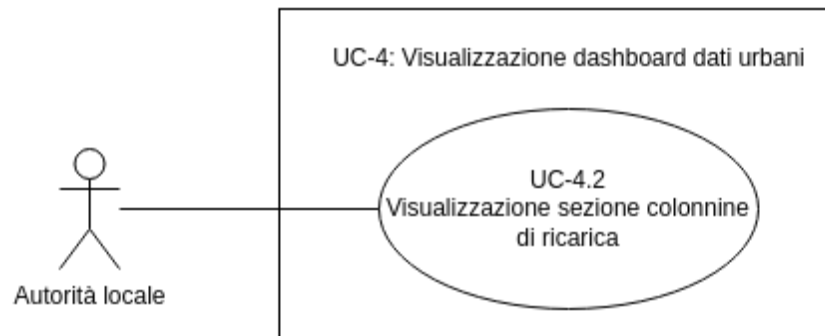 UC-4: Visualizzazione dashboard dati urbani
UC-4.2
Visualizzazione sezione colonnine
di ricarica
Autorità locale